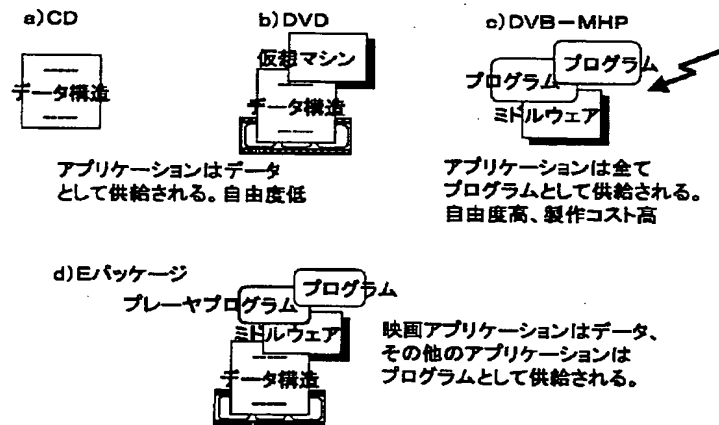 a)CD
データ構造
b)DVD
仮想マシン
データ構造
アプリケーションはデータ
として供給される。自由度低
c)DVB－MHP
プログラム
プログラム
ミドルウェア
アプリケーションは全て
プログラムとして供給される。
自由度高、製作コスト高
d)Eパッケージ
プログラム
プレーヤプログラム
ミドルウェア
データ構造
映画アプリケーションはデータ、
その他のアプリケーションは
プログラムとして供給される。